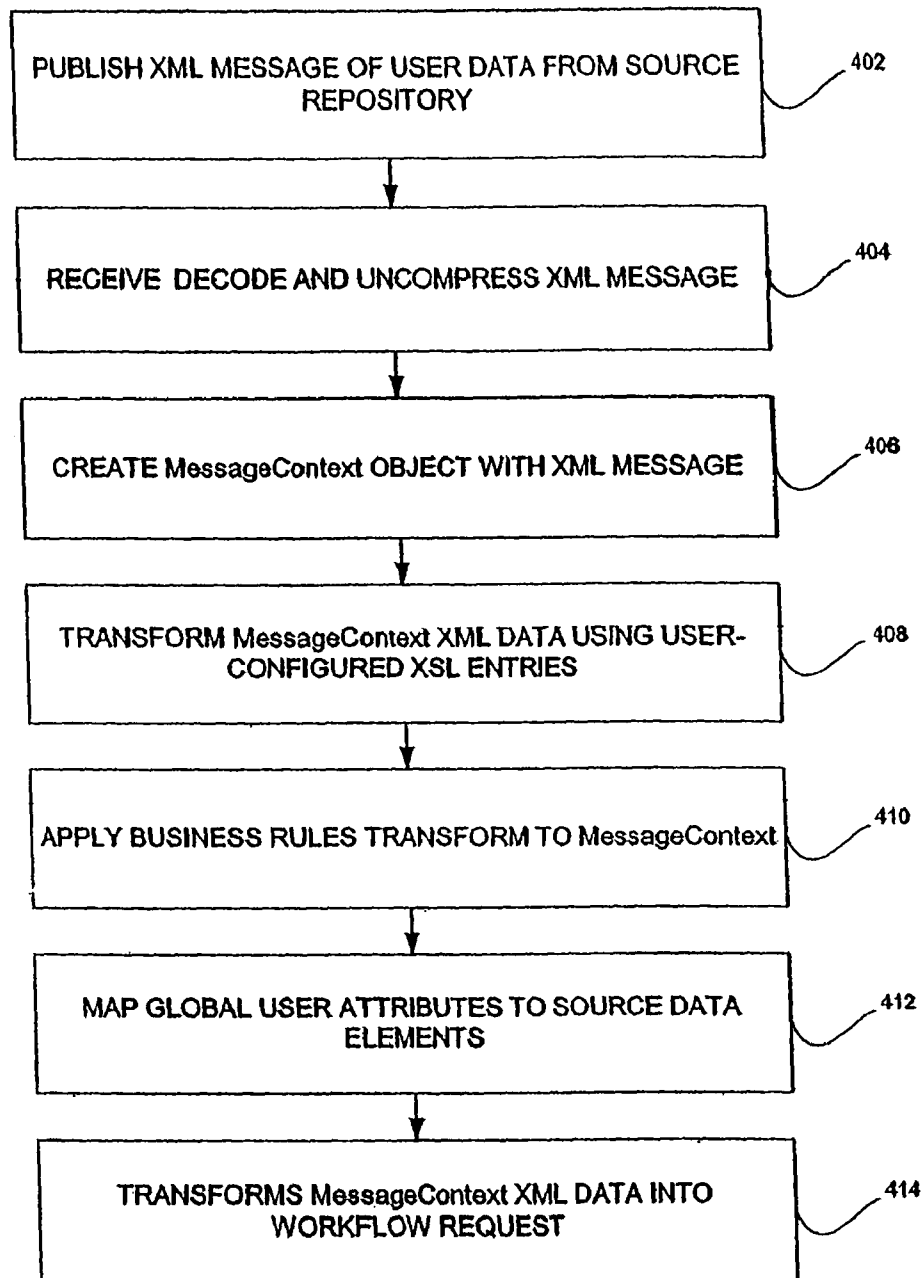 PUBLISH XML MESSAGE OF USER DATA FROM SOURCE
REPOSITORY
402
RECEIVE DECODE AND UNCOMPRESS XML MESSAGE
404
CREATE MessageContext OBJECT WITH XML MESSAGE
406
TRANSFORM MessageContext XML DATA USING USER-
CONFIGURED XSL ENTRIES
408
APPLY BUSINESS RULES TRANSFORM TO MessageContext
410
MAP GLOBAL USER ATTRIBUTES TO SOURCE DATA
ELEMENTS
412
TRANSFORMS MessageContext XML DATA INTO
WORKFLOW REQUEST
414